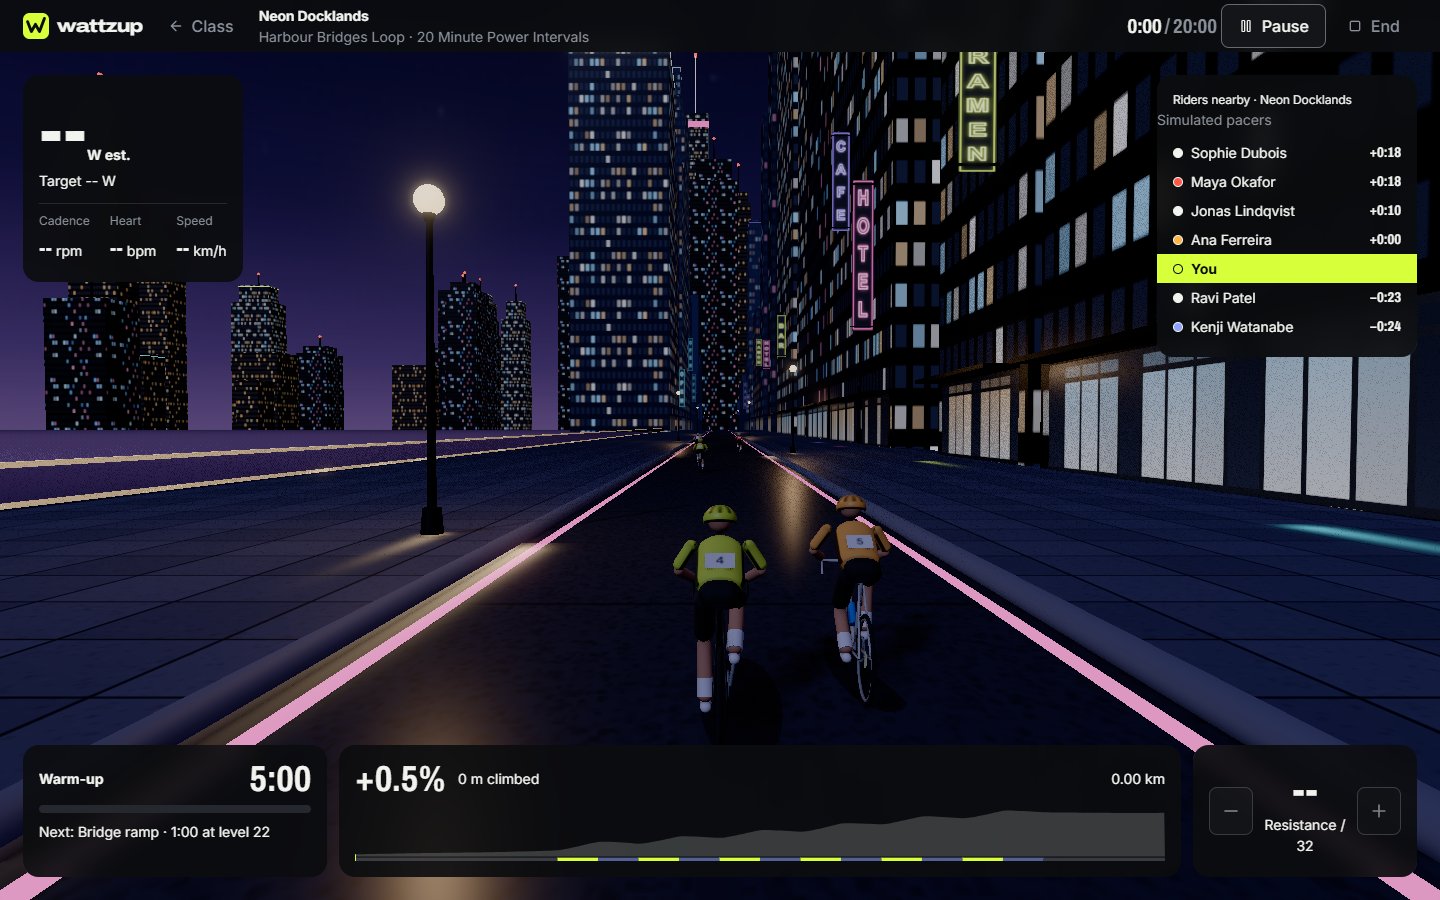 wattzup
Class
Neon Docklands
Harbour Bridges Loop · 20 Minute Power Intervals
0:00 / 20:00
Pause
End
--
W est.
Target -- W
Cadence Heart Speed
-- rpm -- bpm -- km/h
RAMEN
CAFE
HOTEL
Riders nearby · Neon Docklands
Simulated pacers
Sophie Dubois +0:18
Maya Okafor +0:18
Jonas Lindqvist +0:10
Ana Ferreira +0:00
You
Ravi Patel −0:23
Kenji Watanabe −0:24
4
5
Warm-up 5:00
Next: Bridge ramp · 1:00 at level 22
+0.5% 0 m climbed 0.00 km
--
Resistance /
32